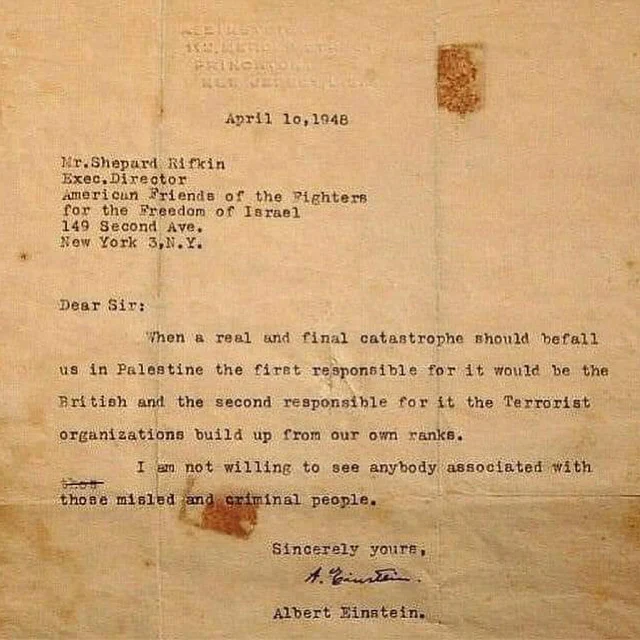 A. EINSTEIN
PRINCETON
NEW JERSEY, U.S.A.
April 10,1948
Mr.Shepard Rifkin
Exec.Director
American Friends of the Fighters
for the Freedom of Israel
149 Second Ave.
New York 3,N.Y.
Dear Sir:
When a real and final catastrophe should befall
us in Palestine the first responsible for it would be the
British and the second responsible for it the Terrorist
organizations build up from our own ranks.
I am not willing to see anybody associated with
those misled and criminal people.
Sincerely yours,
A. Einstein.
Albert Einstein.